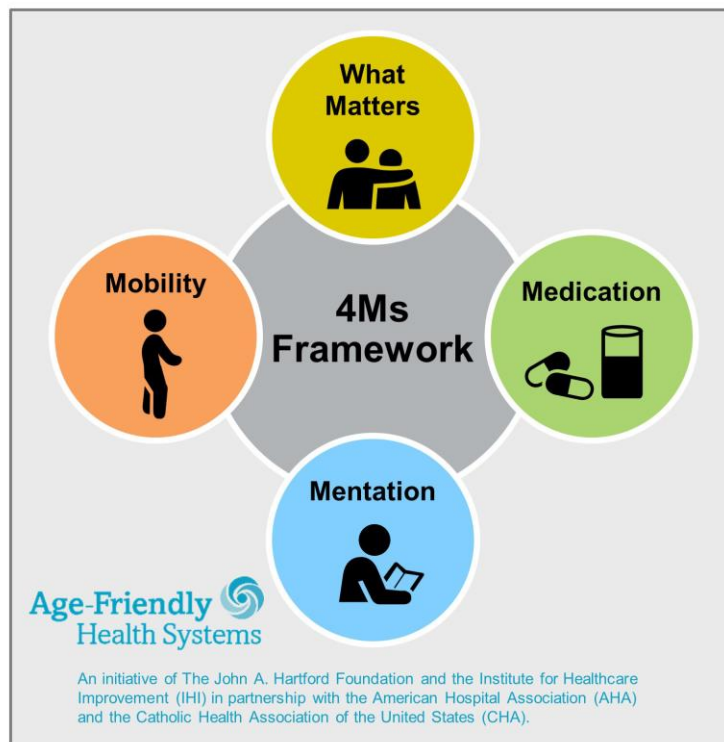 What
Matters
Mobility
4Ms
Framework
Medication
Mentation
Age-Friendly
Health Systems
An initiative of The John A. Hartford Foundation and the Institute for Healthcare
Improvement (IHI) in partnership with the American Hospital Association (AHA)
and the Catholic Health Association of the United States (CHA).